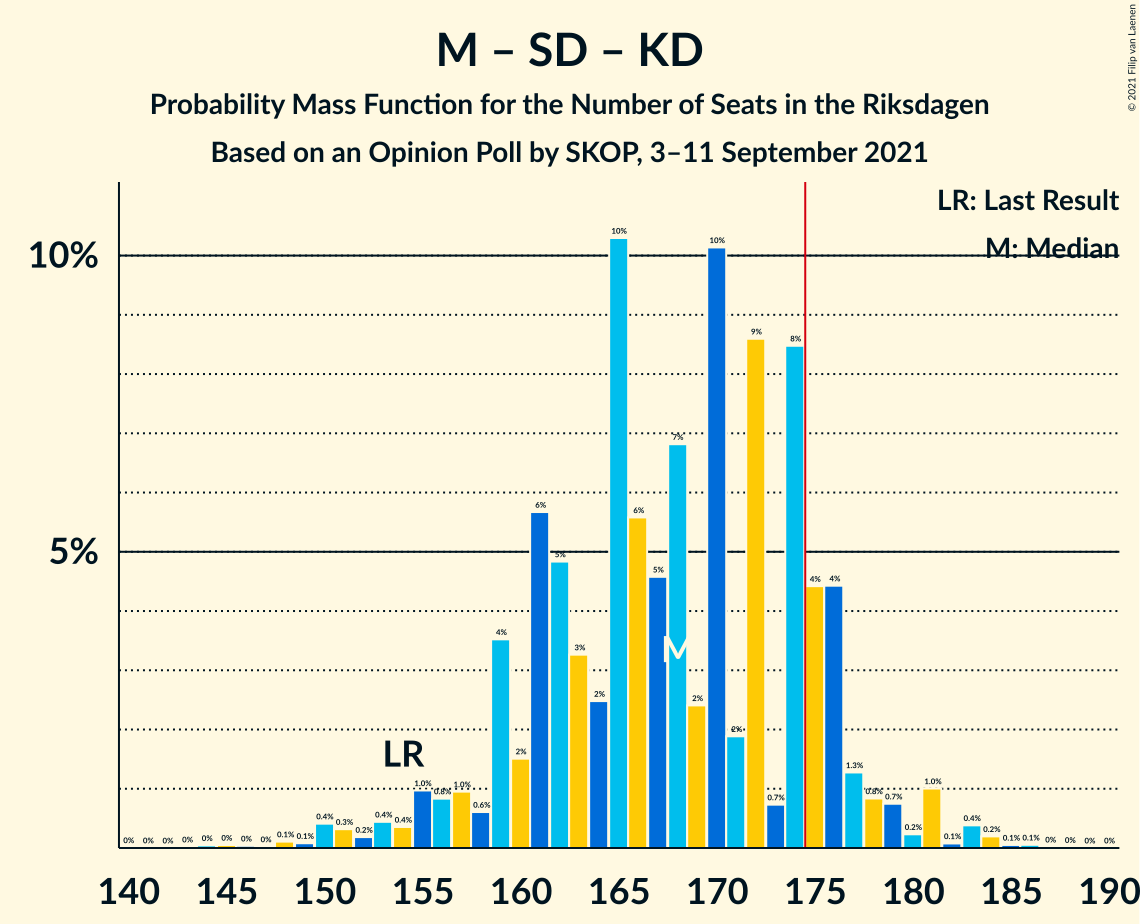 M – SD – KD
Probability Mass Function for the Number of Seats in the Riksdagen
Based on an Opinion Poll by SKOP, 3–11 September 2021
© 2021 Filip van Laenen
LR: Last Result
M: Median
10%
5%
LR
M
0% 0% 0% 0% 0% 0% 0% 0% 0.1% 0.1% 0.4% 0.3% 0.2% 0.4% 0.4% 1.0% 0.8% 1.0% 0.6% 4% 2% 6% 5% 3% 2% 10% 6% 5% 7% 2% 10% 2% 9% 0.7% 8% 4% 4% 1.3% 0.8% 0.7% 0.2% 1.0% 0.1% 0.4% 0.2% 0.1% 0.1% 0% 0% 0% 0%
140 145 150 155 160 165 170 175 180 185 190